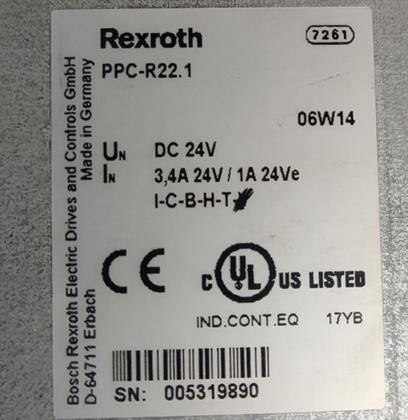 Rexroth
7261
PPC-R22.1
06W14
UN DC 24V
IN 3,4A 24V / 1A 24Ve
I-C-B-H-T
CE
C UL US LISTED
IND.CONT.EQ 17YB
SN: 005319890
Bosch Rexroth Electric Drives and Controls GmbH
D-64711 Erbach Made in Germany